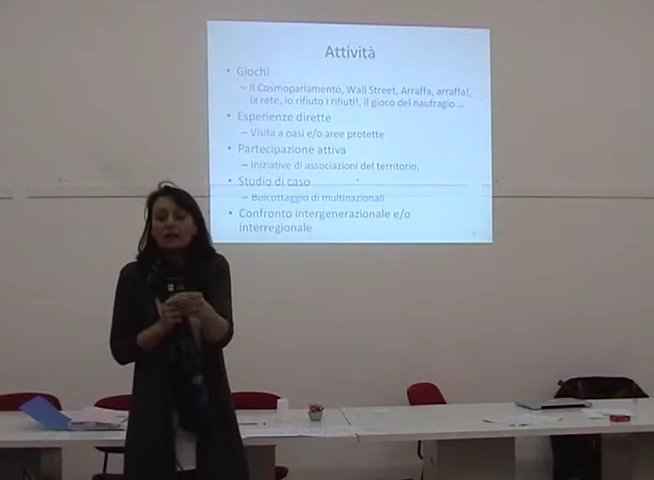 Attività
• Giochi
– Il Cosmoparlamento, Wall Street, Arraffa, arraffa!,
la rete, io rifiuto i rifiuti!, il gioco del naufragio ...
• Esperienze dirette
– Visita a oasi e/o aree protette
• Partecipazione attiva
– Iniziative di associazioni del territorio,
• Studio di caso
– Boicottaggio di multinazionali
• Confronto intergenerazionale e/o
interregionale